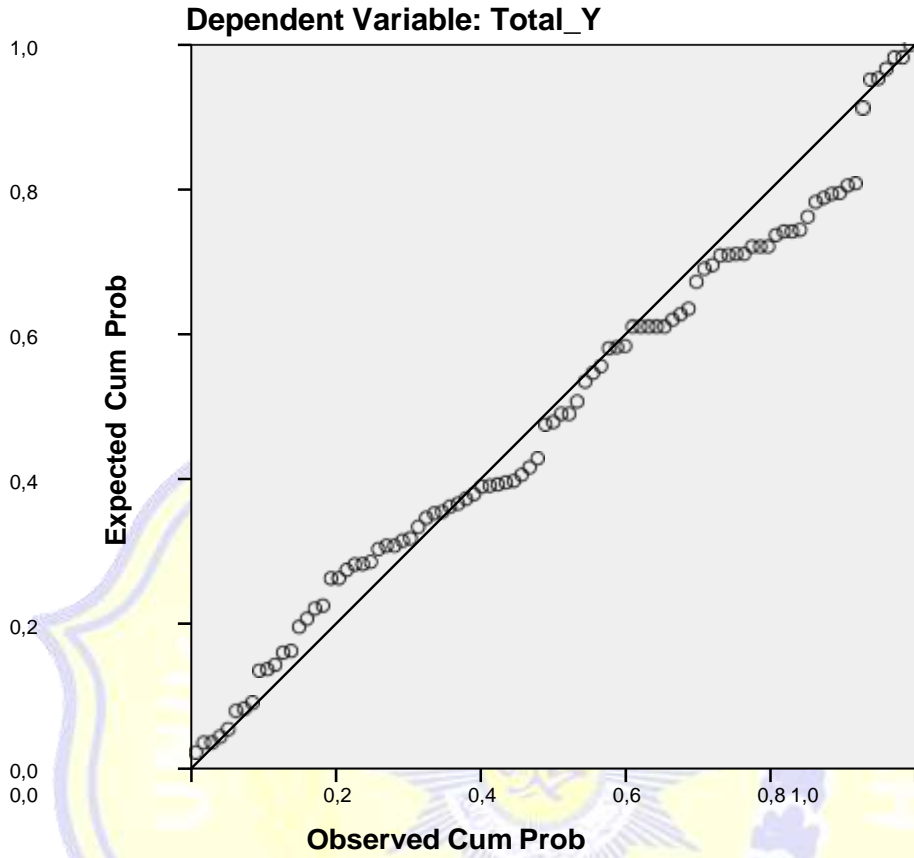 Dependent Variable: Total_Y
1,0
0,8
0,6
Expected Cum Prob
0,4
0,2
0,0
0,0 0,2 0,4 0,6 0,8 1,0
Observed Cum Prob